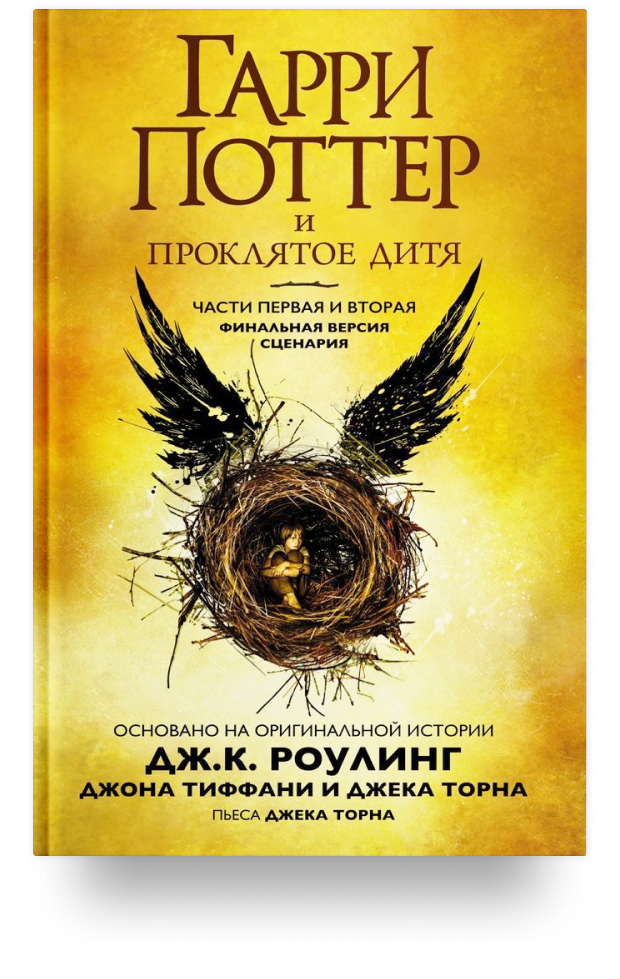 ГАРРИ
ПОТТЕР
И
ПРОКЛЯТОЕ ДИТЯ
ЧАСТИ ПЕРВАЯ И ВТОРАЯ
ФИНАЛЬНАЯ ВЕРСИЯ
СЦЕНАРИЯ
ОСНОВАНО НА ОРИГИНАЛЬНОЙ ИСТОРИИ
ДЖ.К. РОУЛИНГ
ДЖОНА ТИФФАНИ И ДЖЕКА ТОРНА
ПЬЕСА ДЖЕКА ТОРНА